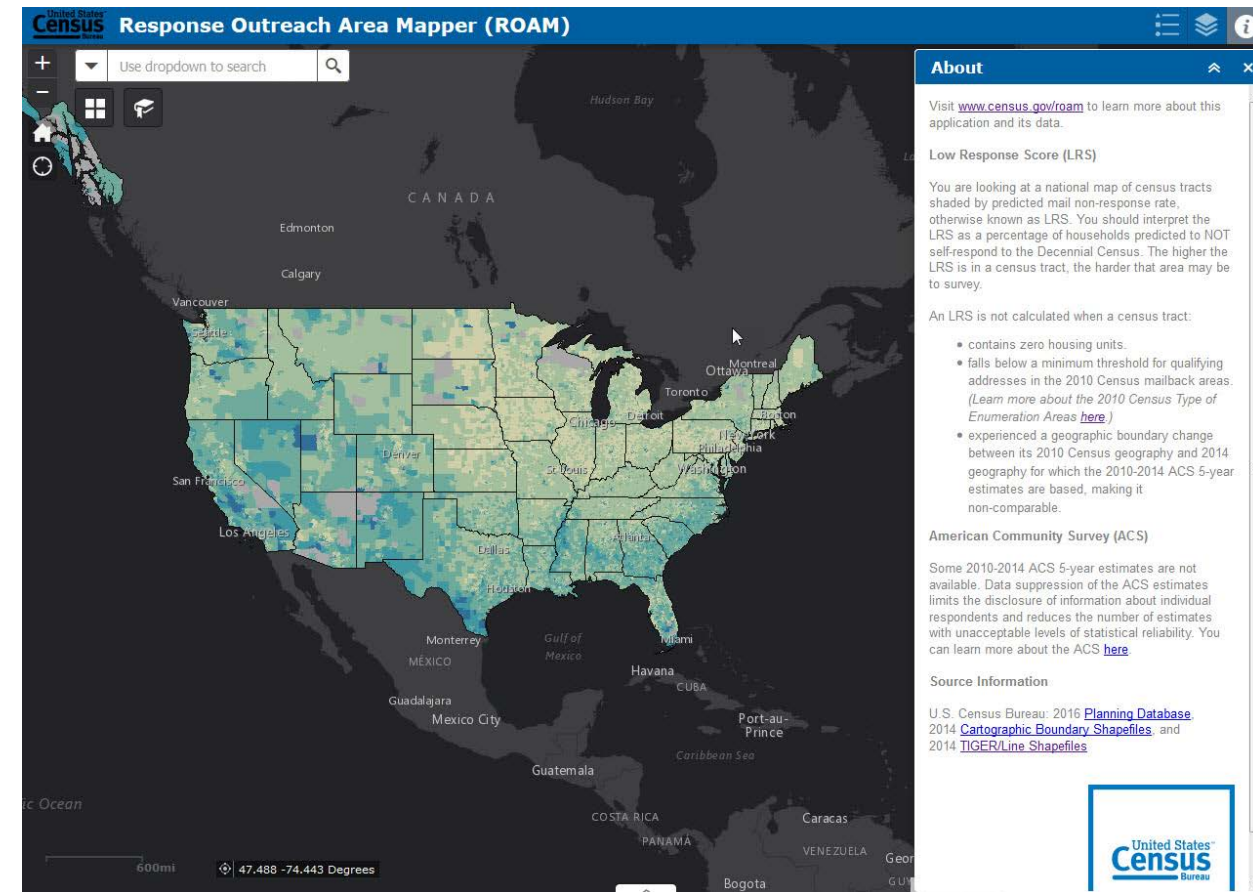 United States
Census
Bureau
Response Outreach Area Mapper (ROAM)
Use dropdown to search
About
Visit www.census.gov/roam to learn more about this
application and its data.
Low Response Score (LRS)
You are looking at a national map of census tracts
shaded by predicted mail non-response rate,
otherwise known as LRS. You should interpret the
LRS as a percentage of households predicted to NOT
self-respond to the Decennial Census. The higher the
LRS is in a census tract, the harder that area may be
to survey.
An LRS is not calculated when a census tract:
• contains zero housing units.
• falls below a minimum threshold for qualifying
addresses in the 2010 Census mailback areas.
(Learn more about the 2010 Census Type of
Enumeration Areas here.)
• experienced a geographic boundary change
between its 2010 Census geography and 2014
geography for which the 2010-2014 ACS 5-year
estimates are based, making it
non-comparable.
American Community Survey (ACS)
Some 2010-2014 ACS 5-year estimates are not
available. Data suppression of the ACS estimates
limits the disclosure of information about individual
respondents and reduces the number of estimates
with unacceptable levels of statistical reliability. You
can learn more about the ACS here.
Source Information
U.S. Census Bureau: 2016 Planning Database,
2014 Cartographic Boundary Shapefiles, and
2014 TIGER/Line Shapefiles
United States™
Census
Bureau
Hudson Bay
CANADA
Edmonton
Calgary
Vancouver
Seattle
Montreal
Ottawa
Toronto
Detroit
Boston
Chicago
New York
Philadelphia
Denver
St Louis
Washington
San Francisco
Los Angeles
Atlanta
Dallas
Houston
Monterrey
Gulf of
Mexico
Miami
MÉXICO
Havana
CUBA
Guadalajara
Mexico City
Port-au-
Prince
Caribbean Sea
Guatemala
ic Ocean
COSTA RICA
Caracas
PANAMÁ
VENEZUELA
Geor
GUY
Bogota
600mi
47.488 -74.443 Degrees